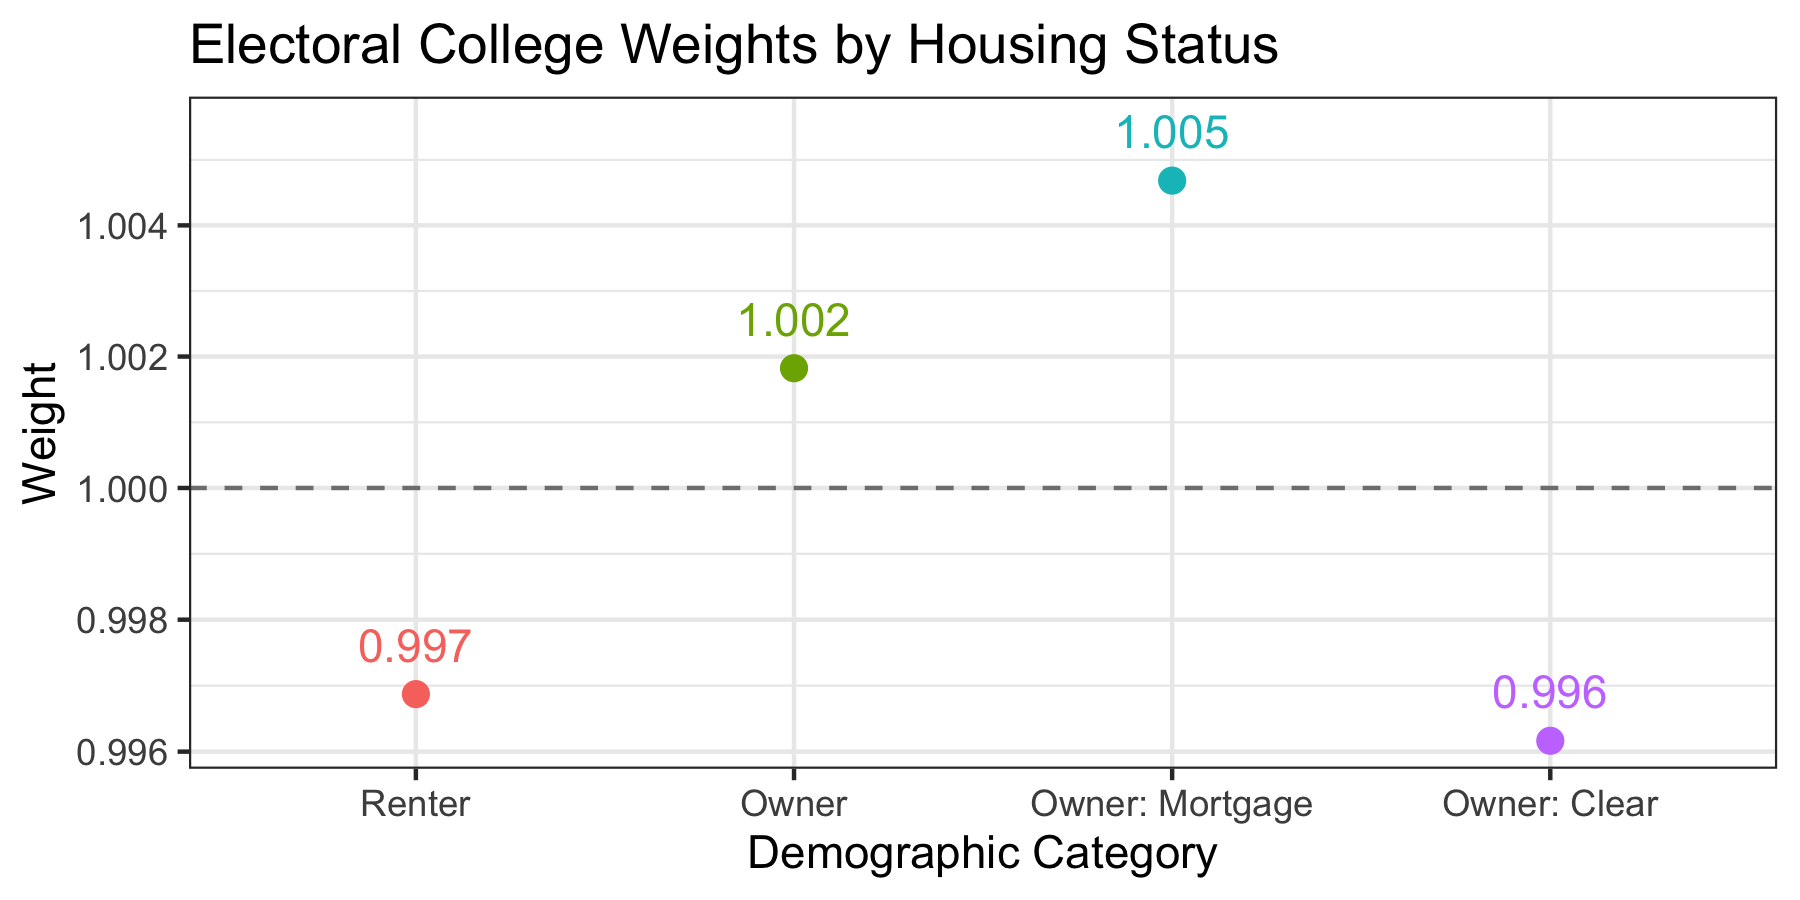 Electoral College Weights by Housing Status
1.005
1.004
1.002
1.002
Weight
1.000
0.998
0.997
0.996
0.996
Renter
Owner
Owner: Mortgage
Owner: Clear
Demographic Category